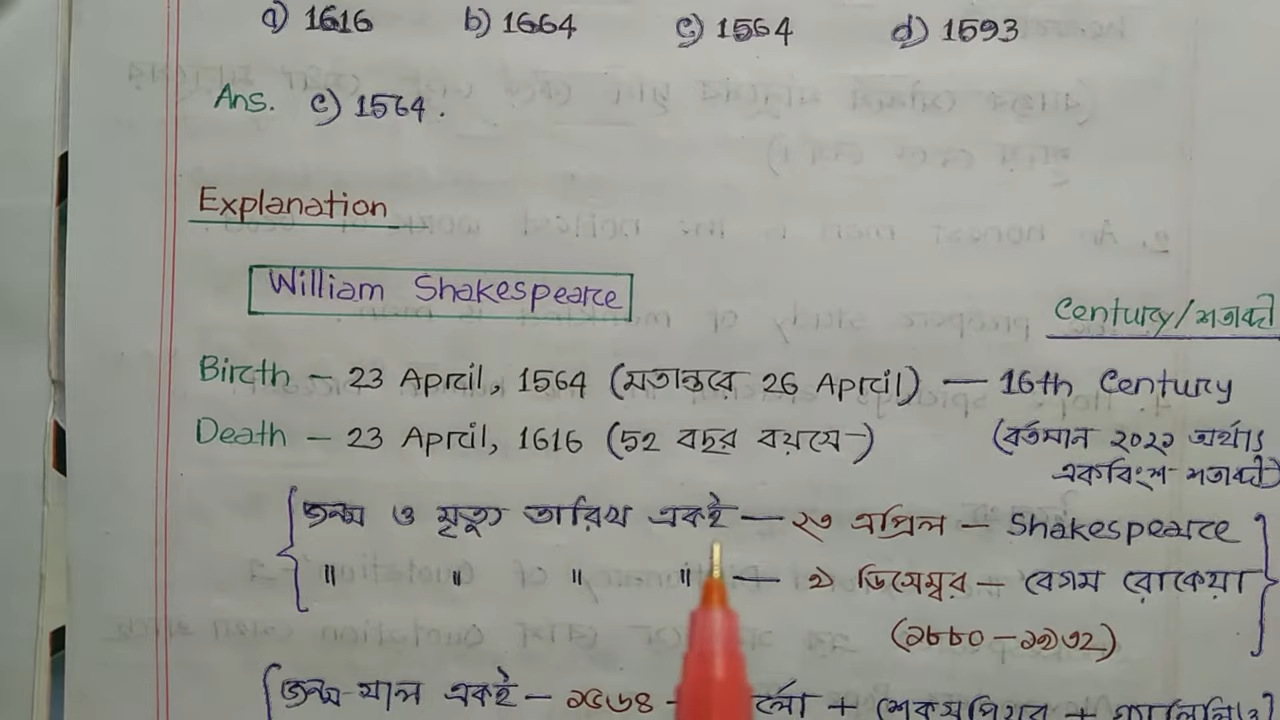 a) 1616 b) 1664 c) 1564 d) 1593
Ans. c) 1564.
Explanation
William Shakespeare
Century/শতাব্দী
Birth – 23 April, 1564 (মতান্তরে 26 April) — 16th Century
Death – 23 April, 1616 (৫২ বছর বয়সে-) (বর্তমান ২০২২ অর্থাৎ
একবিংশ শতাব্দী)
জন্ম ও মৃত্যু তারিখ একই — ২৩ এপ্রিল – Shakespeare
" " " " — ৯ ডিসেম্বর – বেগম রোকেয়া
(১৮৮০ – ১৯৩২)
জন্ম-সাল একই – ১৫৬৪ - + শেকসপিয়র +